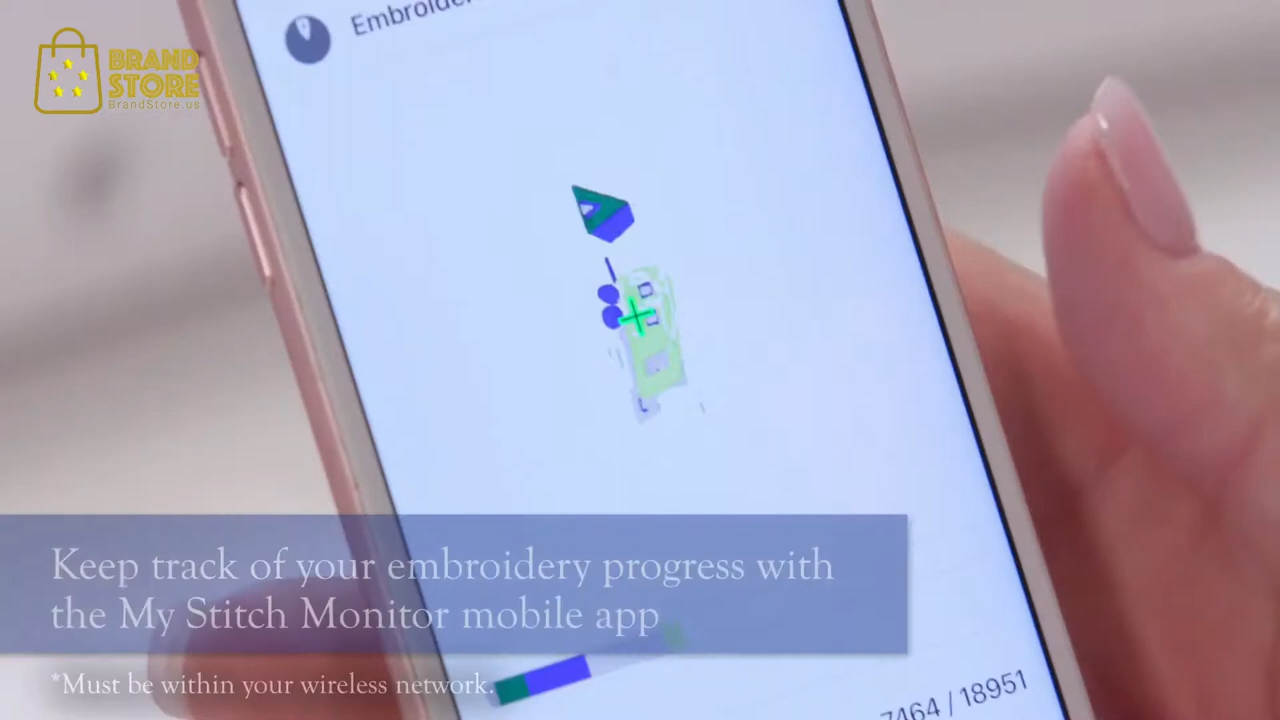 BRAND
STORE
BrandStore.us
Keep track of your embroidery progress with
the My Stitch Monitor mobile app
*Must be within your wireless network.
7464 / 18951